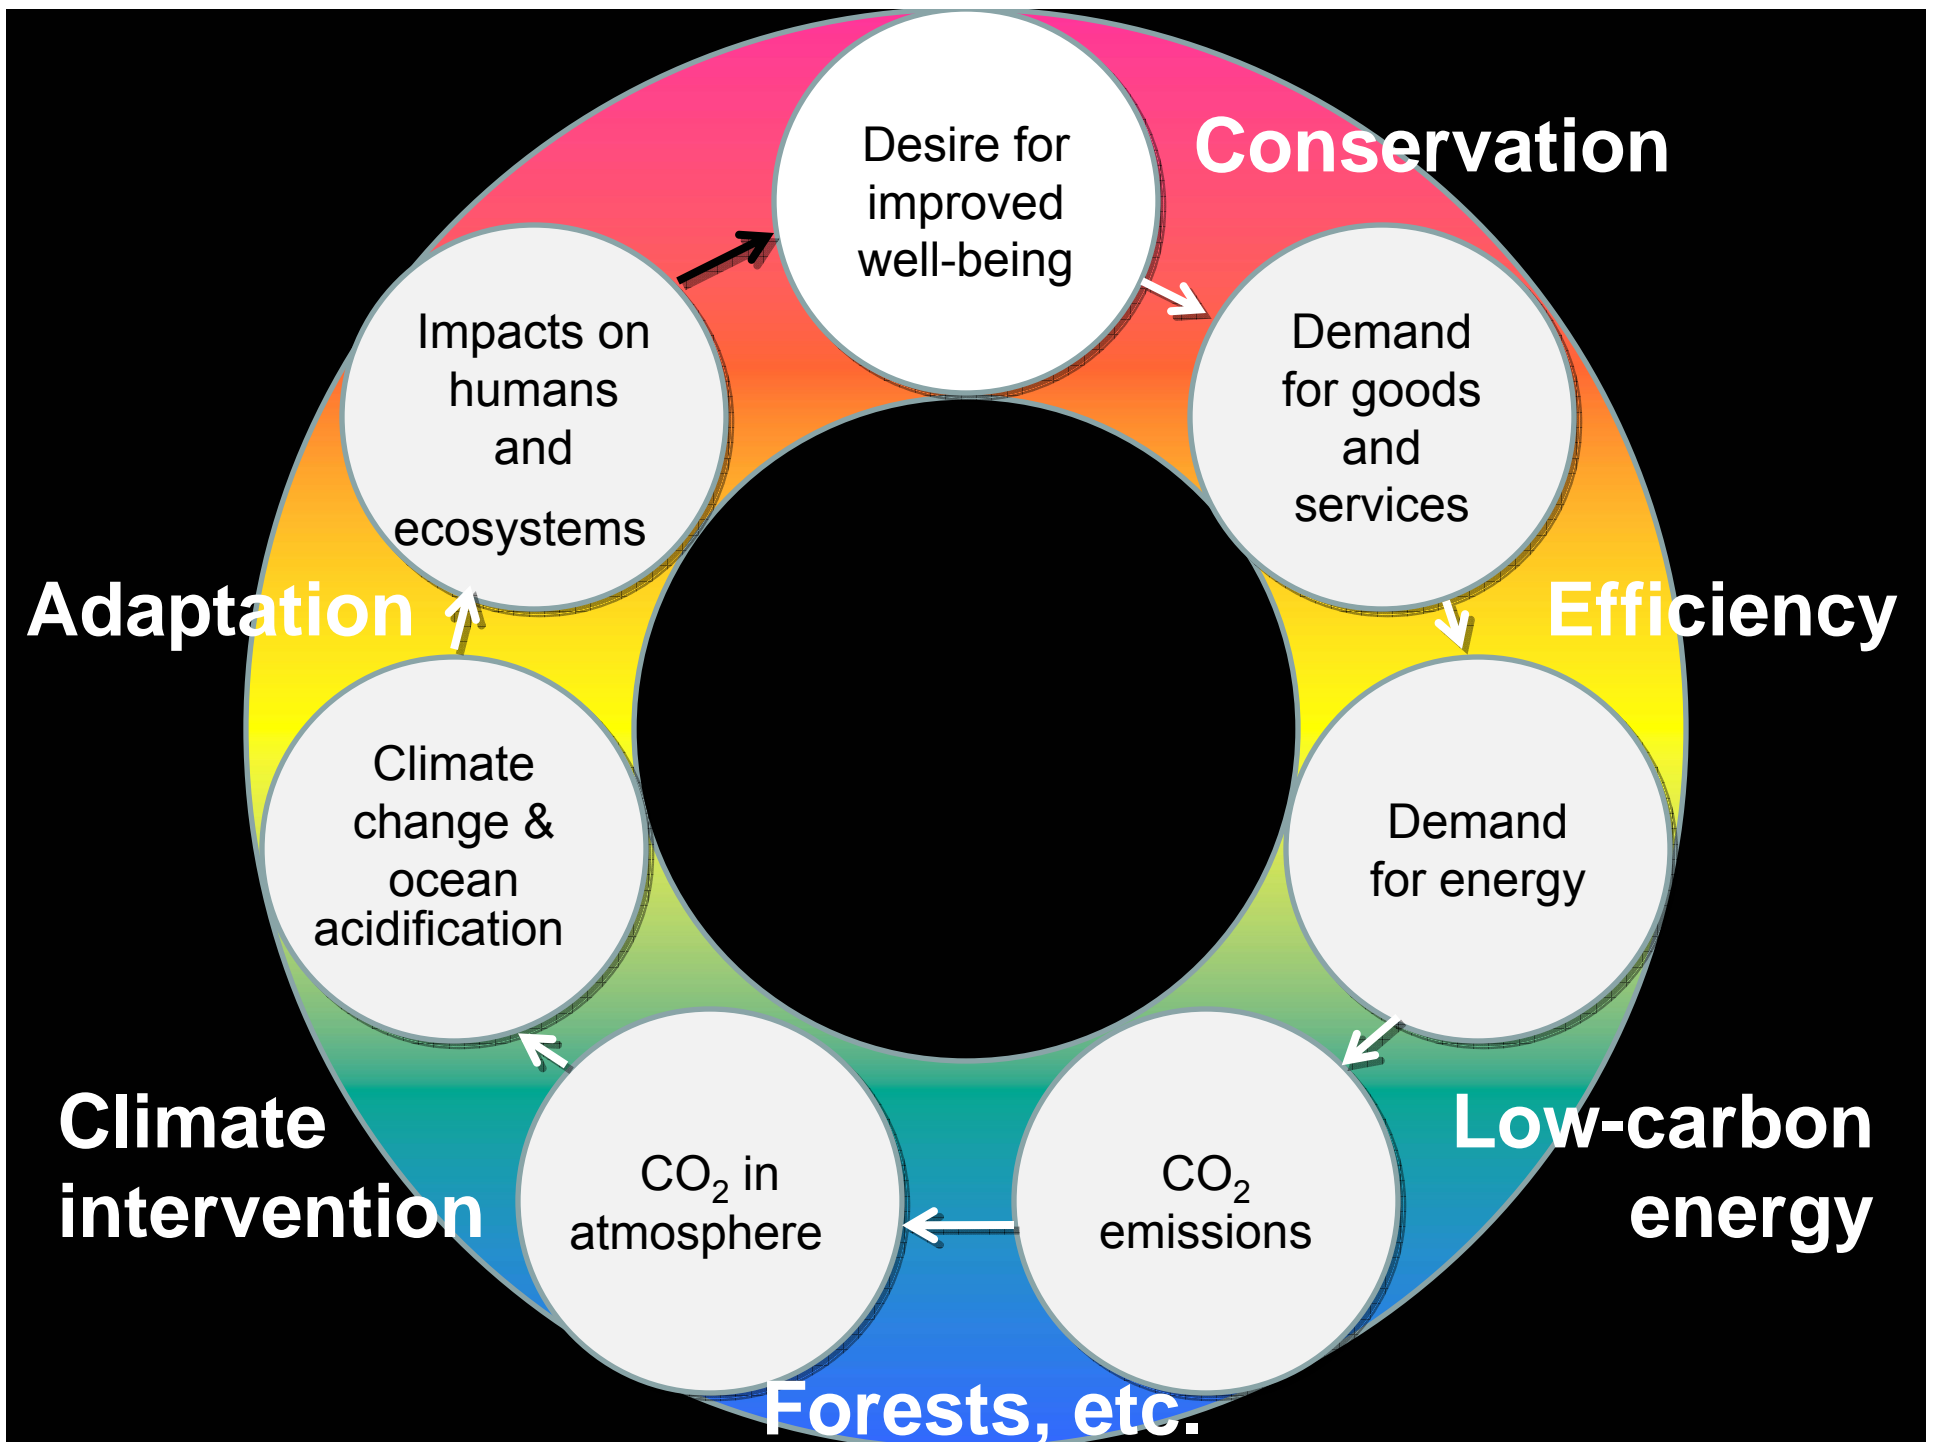 Desire for
improved
well-being
Conservation
Demand
for goods
and
services
Efficiency
Demand
for energy
Low-carbon
energy
CO₂
emissions
Forests, etc.
CO₂ in
atmosphere
Climate
intervention
Climate
change &
ocean
acidification
Adaptation
Impacts on
humans
and
ecosystems